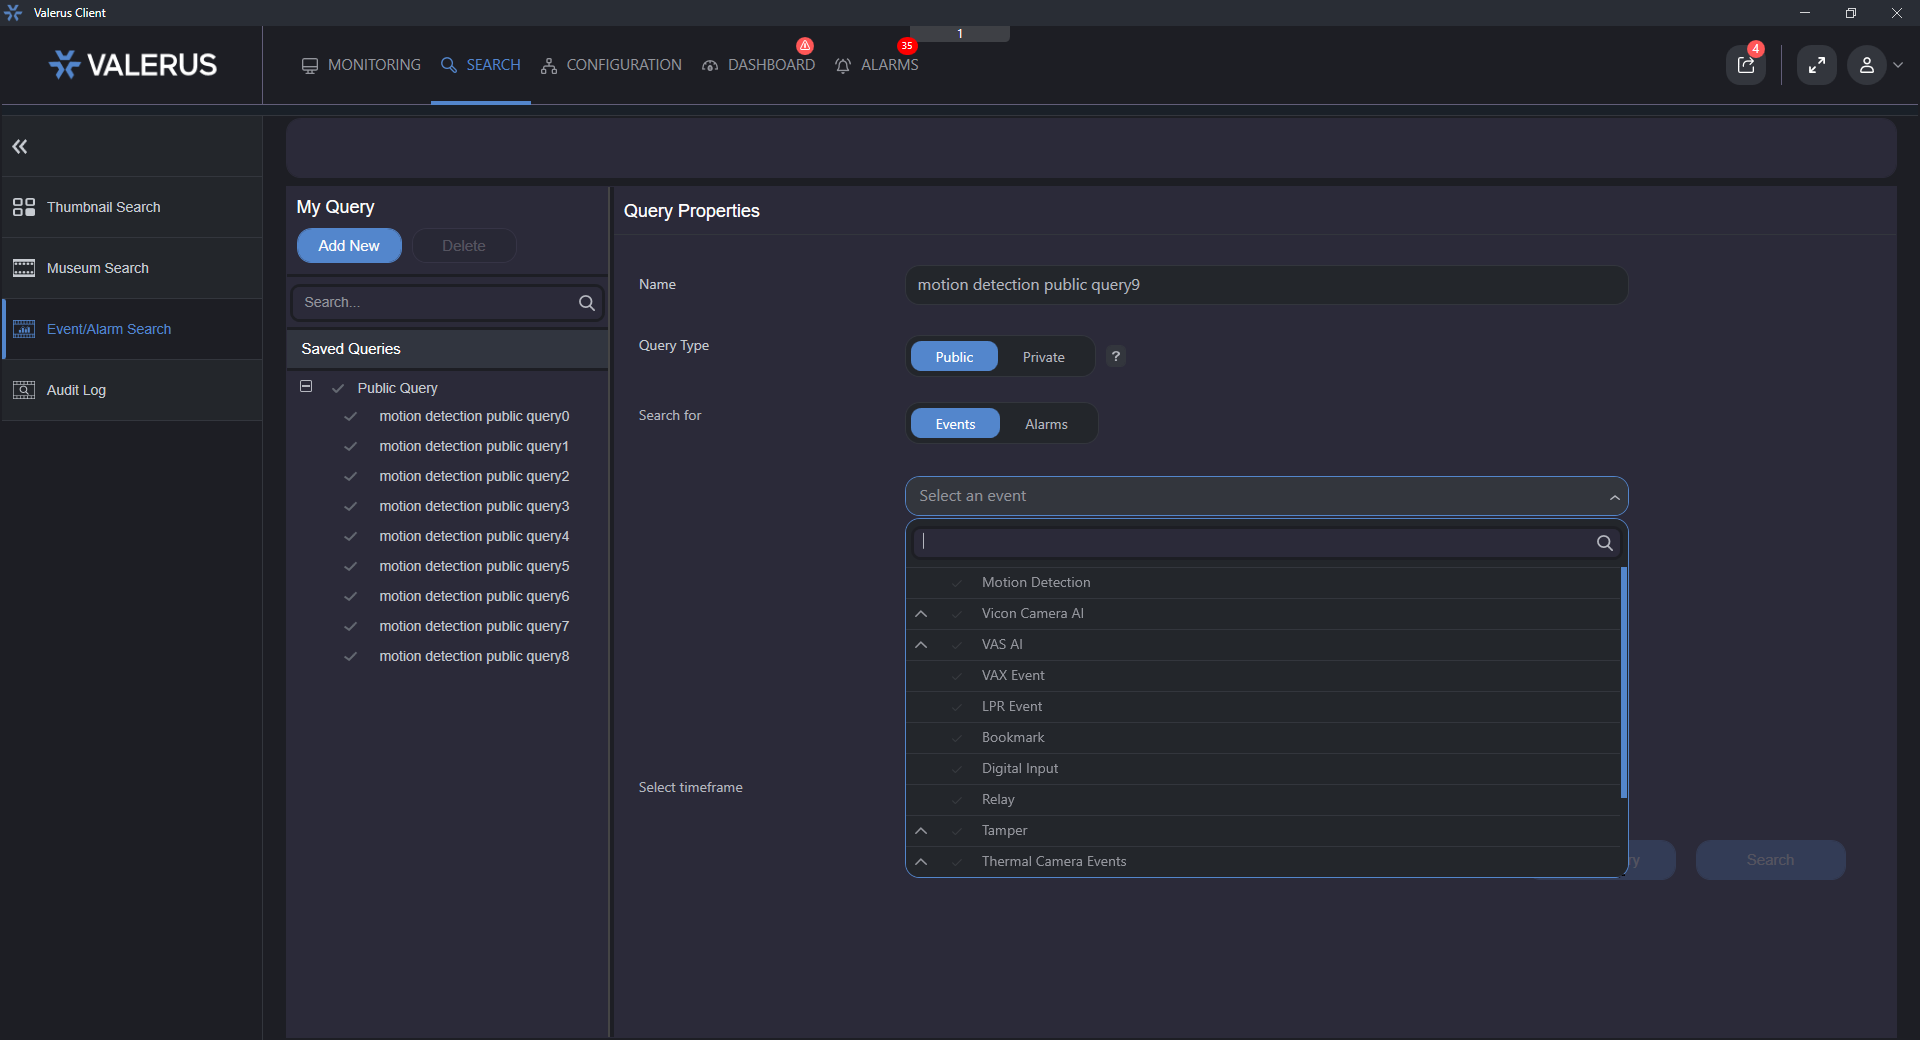 Valerus Client
1
VALERUS
MONITORING
SEARCH
CONFIGURATION
DASHBOARD
35
ALARMS
4
Thumbnail Search
Museum Search
Event/Alarm Search
Audit Log
My Query
Add New
Delete
Search...
Saved Queries
Public Query
motion detection public query0
motion detection public query1
motion detection public query2
motion detection public query3
motion detection public query4
motion detection public query5
motion detection public query6
motion detection public query7
motion detection public query8
Query Properties
Name
motion detection public query9
Query Type
Public
Private
?
Search for
Events
Alarms
Select an event
Motion Detection
Vicon Camera AI
VAS AI
VAX Event
LPR Event
Bookmark
Digital Input
Relay
Tamper
Thermal Camera Events
Select timeframe
Search